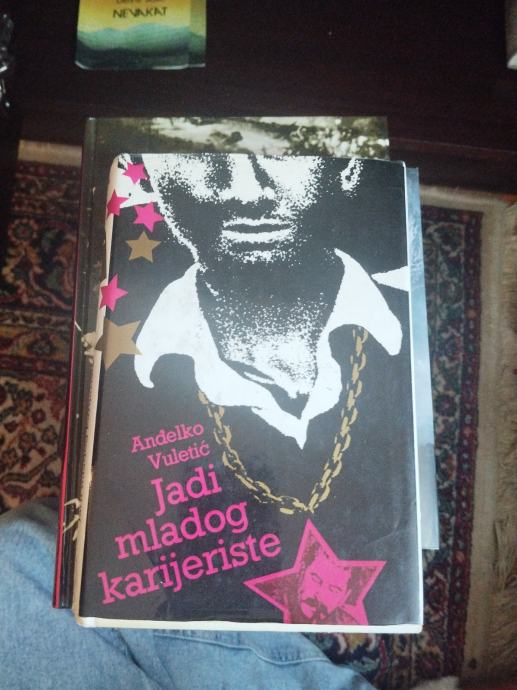 NEVAKAT
Anđelko
Vuletić
Jadi
mladog
karijeriste